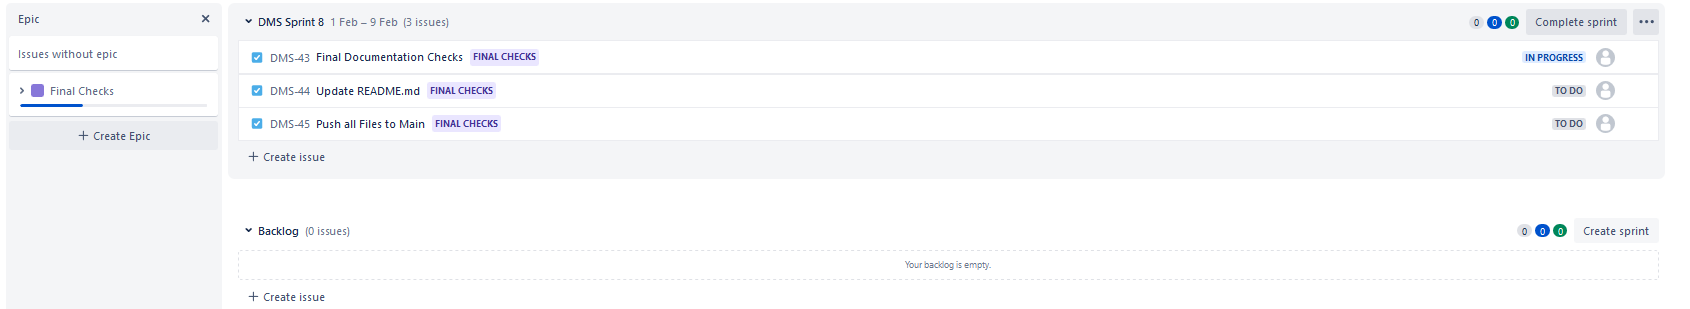 Epic
Issues without epic
Final Checks
+ Create Epic
DMS Sprint 8 1 Feb – 9 Feb (3 issues) 0 0 0 Complete sprint
DMS-43 Final Documentation Checks FINAL CHECKS IN PROGRESS
DMS-44 Update README.md FINAL CHECKS TO DO
DMS-45 Push all Files to Main FINAL CHECKS TO DO
+ Create issue
Backlog (0 issues) 0 0 0 Create sprint
Your backlog is empty.
+ Create issue